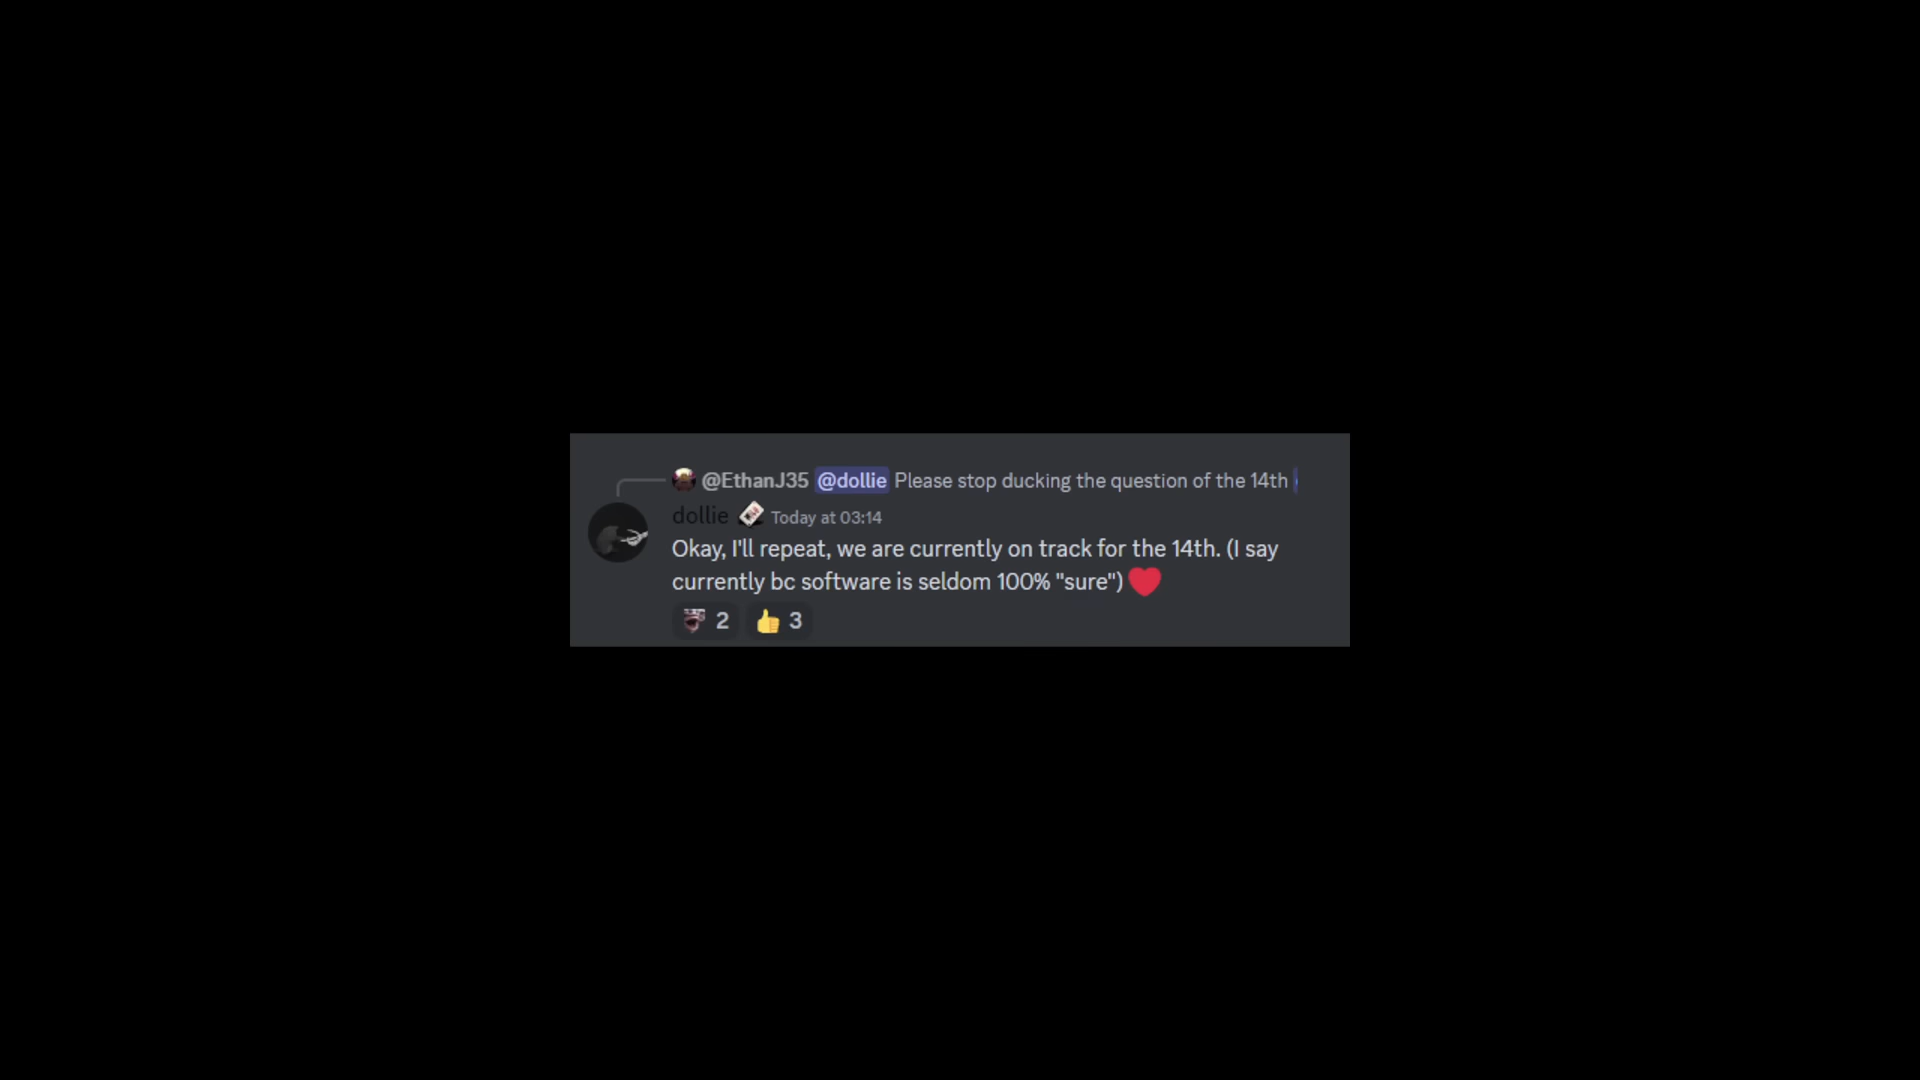 @EthanJ35 @dollie Please stop ducking the question of the 14th
dollie Today at 03:14
Okay, I'll repeat, we are currently on track for the 14th. (I say
currently bc software is seldom 100% "sure")
2 3